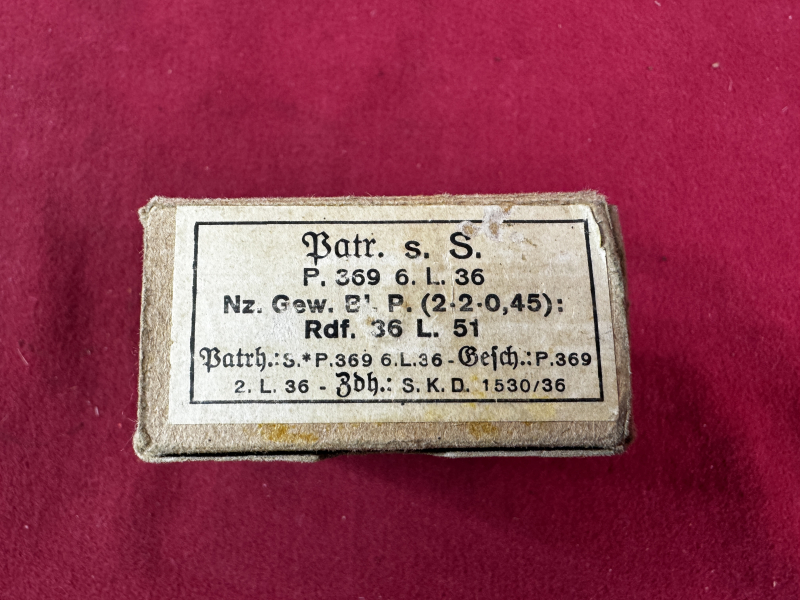 Patr. s. S.
P. 369 6. L. 36
Nz. Gew. Bl. P. (2·2·0,45):
Rdf. 36 L. 51
Patrh.: S.* P. 369 6. L. 36 - Gesch.: P. 369
2. L. 36 - Zdh.: S. K. D. 1530/36